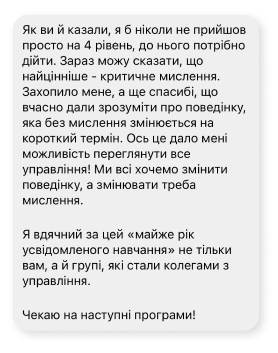 Як ви й казали, я б ніколи не прийшов
просто на 4 рівень, до нього потрібно
дійти. Зараз можу сказати, що
найцінніше - критичне мислення.
Захопило мене, а ще спасибі, що
вчасно дали зрозуміти про поведінку,
яка без мислення змінюється на
короткий термін. Ось це дало мені
можливість переглянути все
управління! Ми всі хочемо змінити
поведінку, а змінювати треба
мислення.

Я вдячний за цей «майже рік
усвідомленого навчання» не тільки
вам, а й групі, які стали колегами з
управління.

Чекаю на наступні програми!